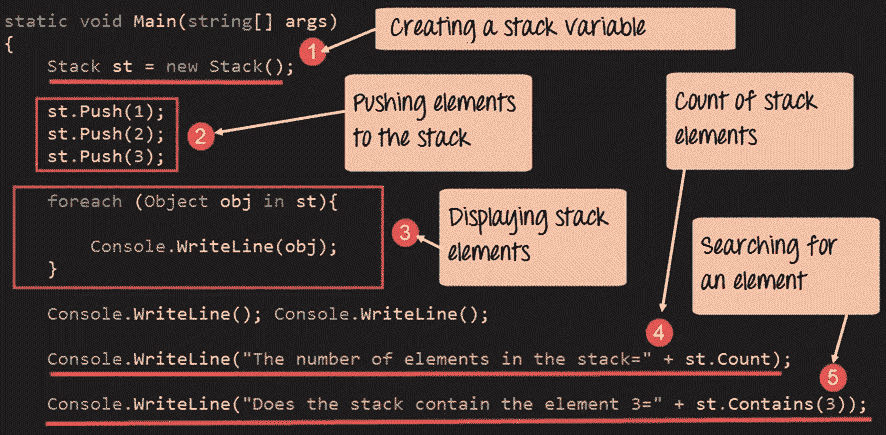 static void Main(string[] args)
{
1
Creating a stack variable
Stack st = new Stack();
st.Push(1);
st.Push(2);
st.Push(3);
2
Pushing elements
to the stack
Count of stack
elements
foreach (Object obj in st){
Console.WriteLine(obj);
}
3
Displaying stack
elements
Searching for
an element
Console.WriteLine(); Console.WriteLine();
4
Console.WriteLine("The number of elements in the stack=" + st.Count);
5
Console.WriteLine("Does the stack contain the element 3=" + st.Contains(3));